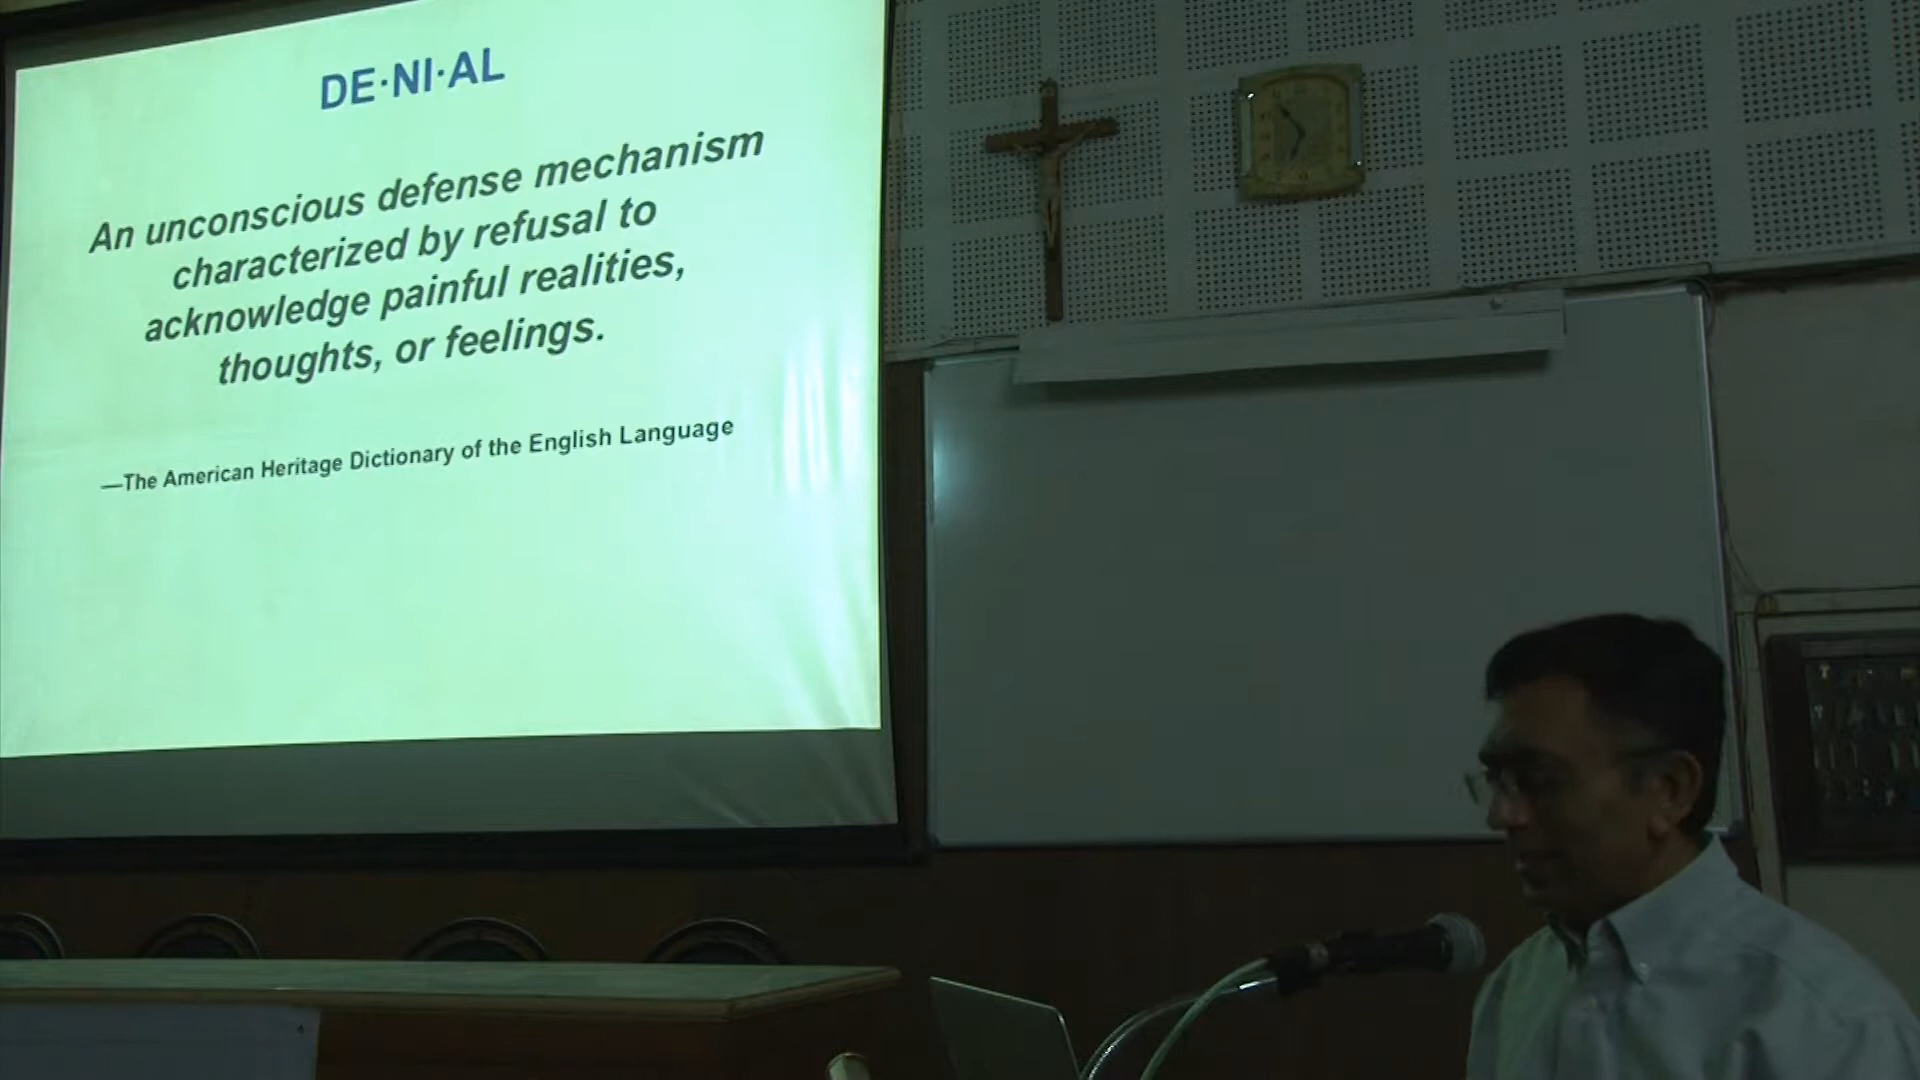 DE·NI·AL
An unconscious defense mechanism
characterized by refusal to
acknowledge painful realities,
thoughts, or feelings.
—The American Heritage Dictionary of the English Language